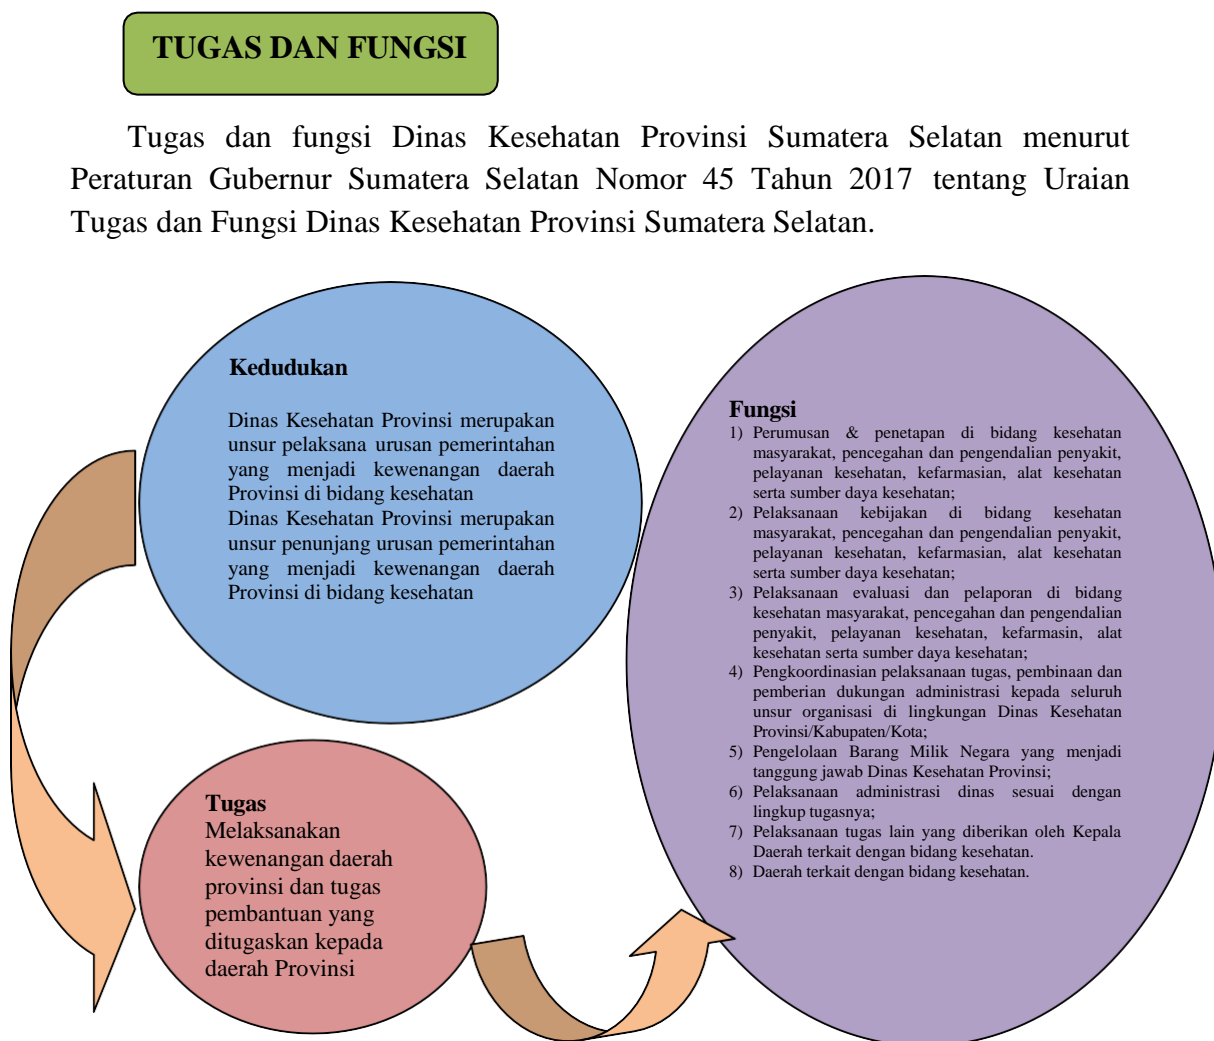 TUGAS DAN FUNGSI
Tugas dan fungsi Dinas Kesehatan Provinsi Sumatera Selatan menurut
Peraturan Gubernur Sumatera Selatan Nomor 45 Tahun 2017 tentang Uraian
Tugas dan Fungsi Dinas Kesehatan Provinsi Sumatera Selatan.
Kedudukan
Dinas Kesehatan Provinsi merupakan
unsur pelaksana urusan pemerintahan
yang menjadi kewenangan daerah
Provinsi di bidang kesehatan
Dinas Kesehatan Provinsi merupakan
unsur penunjang urusan pemerintahan
yang menjadi kewenangan daerah
Provinsi di bidang kesehatan
Tugas
Melaksanakan
kewenangan daerah
provinsi dan tugas
pembantuan yang
ditugaskan kepada
daerah Provinsi
Fungsi
1) Perumusan & penetapan di bidang kesehatan
masyarakat, pencegahan dan pengendalian penyakit,
pelayanan kesehatan, kefarmasian, alat kesehatan
serta sumber daya kesehatan;
2) Pelaksanaan kebijakan di bidang kesehatan
masyarakat, pencegahan dan pengendalian penyakit,
pelayanan kesehatan, kefarmasian, alat kesehatan
serta sumber daya kesehatan;
3) Pelaksanaan evaluasi dan pelaporan di bidang
kesehatan masyarakat, pencegahan dan pengendalian
penyakit, pelayanan kesehatan, kefarmasin, alat
kesehatan serta sumber daya kesehatan;
4) Pengkoordinasian pelaksanaan tugas, pembinaan dan
pemberian dukungan administrasi kepada seluruh
unsur organisasi di lingkungan Dinas Kesehatan
Provinsi/Kabupaten/Kota;
5) Pengelolaan Barang Milik Negara yang menjadi
tanggung jawab Dinas Kesehatan Provinsi;
6) Pelaksanaan administrasi dinas sesuai dengan
lingkup tugasnya;
7) Pelaksanaan tugas lain yang diberikan oleh Kepala
Daerah terkait dengan bidang kesehatan.
8) Daerah terkait dengan bidang kesehatan.